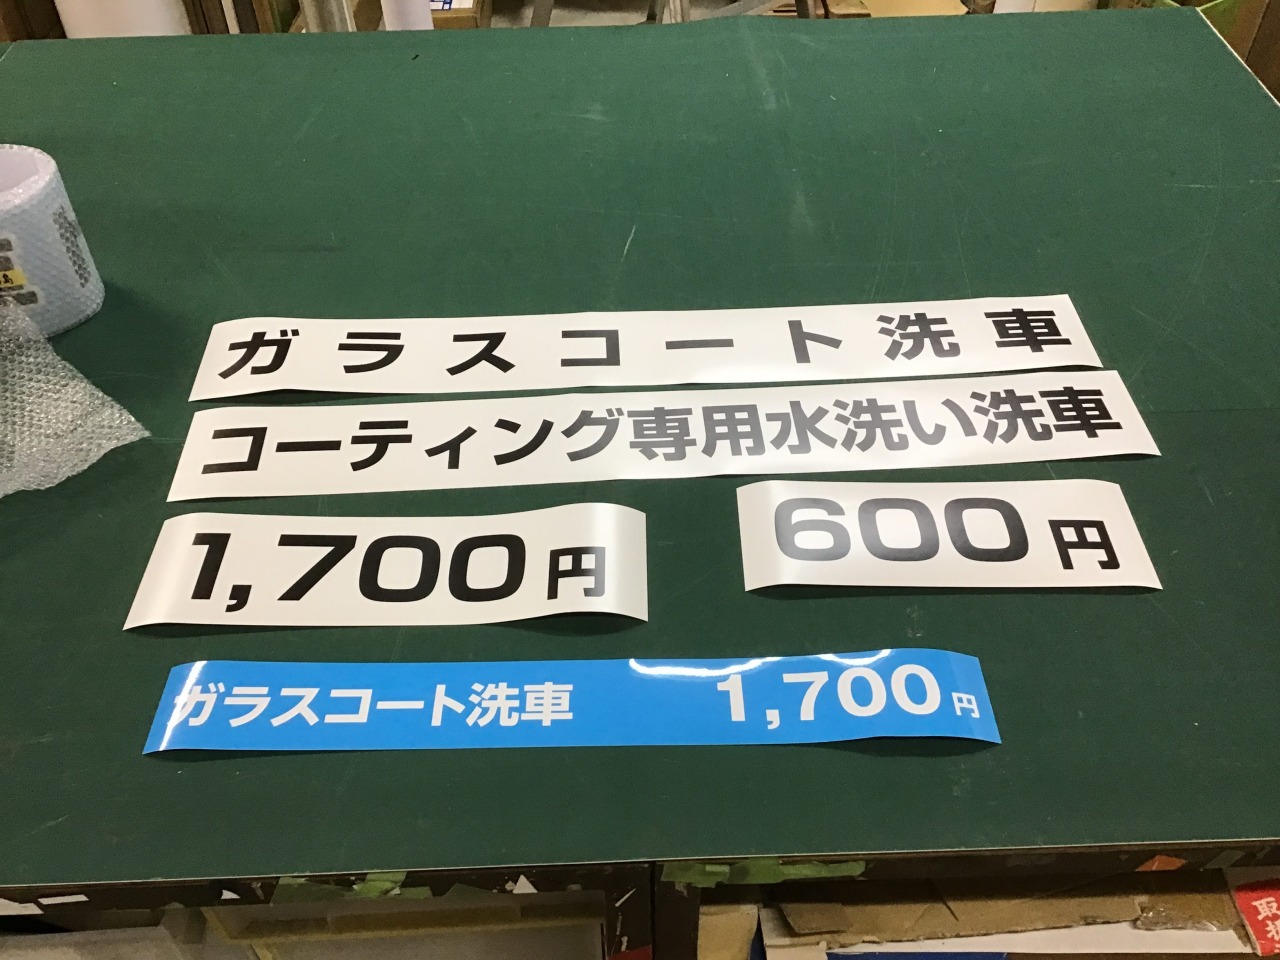 ガラスコート洗車
コーティング専用水洗い洗車
1,700円
600円
ガラスコート洗車 1,700円
取